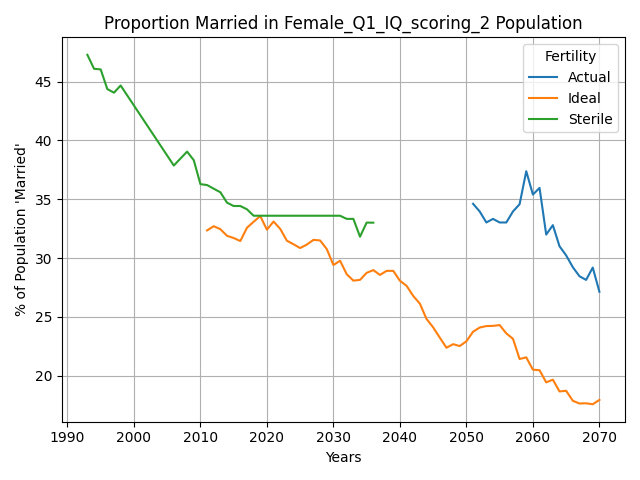 Proportion Married in Female_Q1_IQ_scoring_2 Population
Fertility
Actual
Ideal
Sterile
% of Population 'Married'
45
40
35
30
25
20
1990 2000 2010 2020 2030 2040 2050 2060 2070
Years